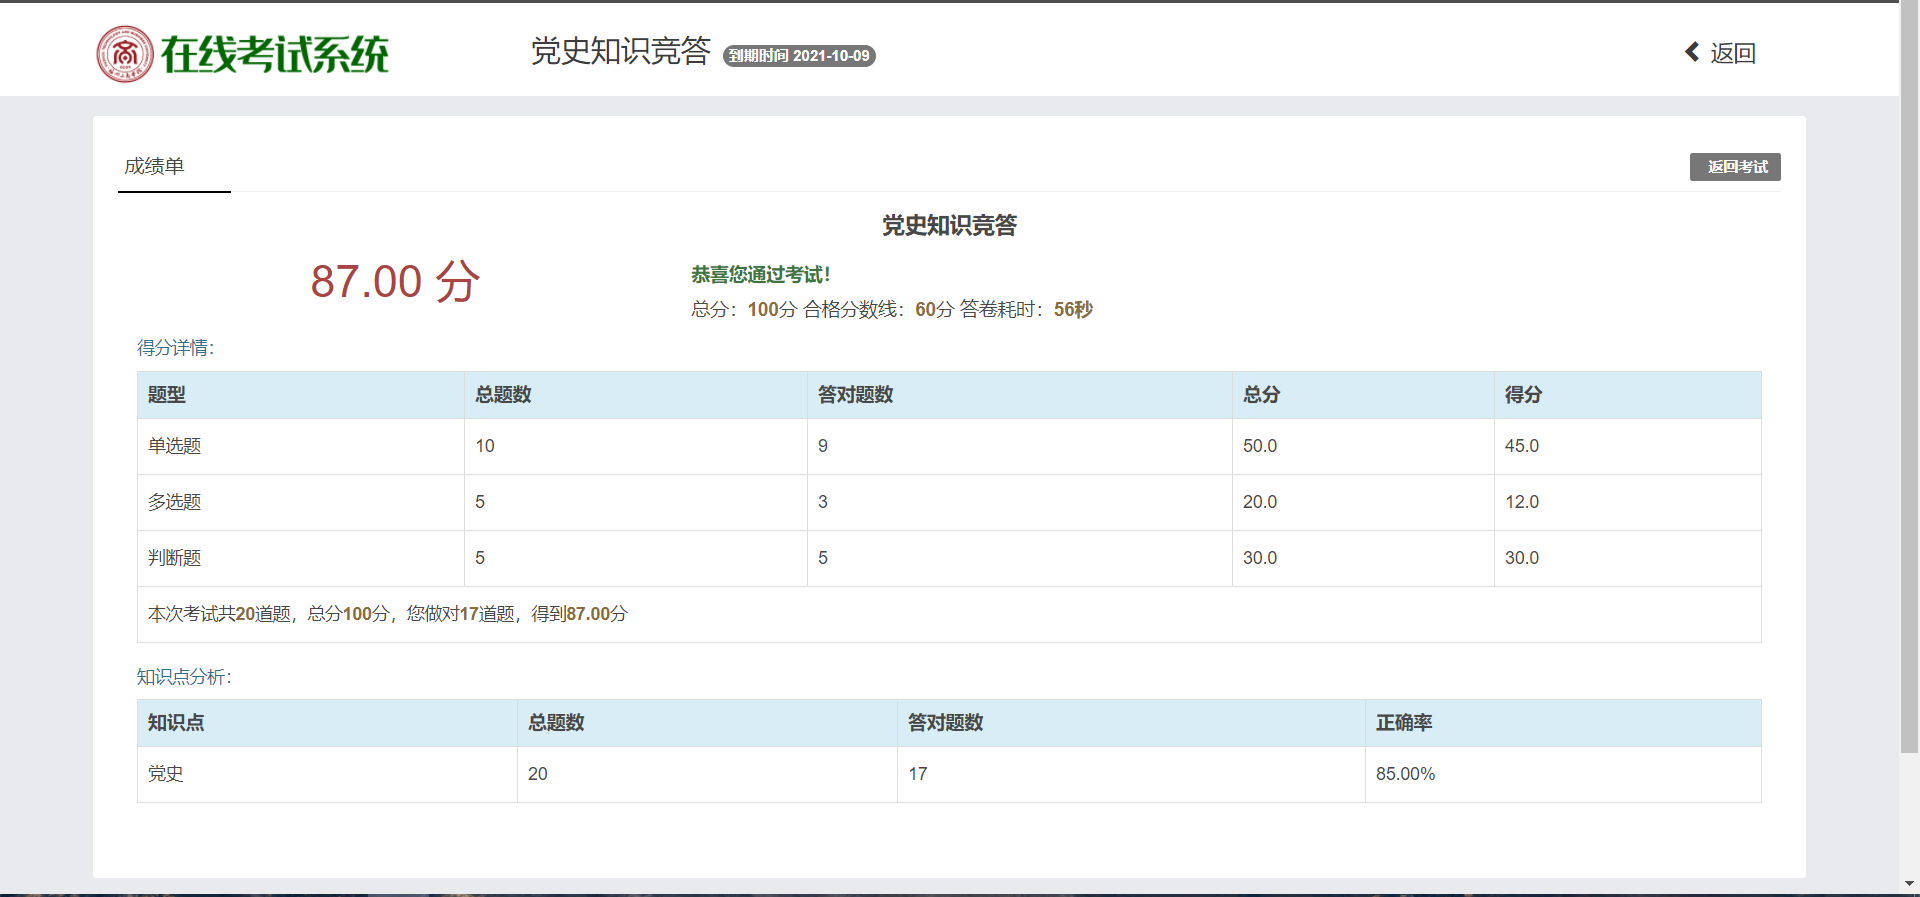 在线考试系统
党史知识竞答 到期时间 2021-10-09
返回
成绩单
返回考试
党史知识竞答
87.00 分
恭喜您通过考试！
总分：100分 合格分数线：60分 答卷耗时：56秒
得分详情：
题型 总题数 答对题数 总分 得分
单选题 10 9 50.0 45.0
多选题 5 3 20.0 12.0
判断题 5 5 30.0 30.0
本次考试共20道题，总分100分，您做对17道题，得到87.00分
知识点分析：
知识点 总题数 答对题数 正确率
党史 20 17 85.00%